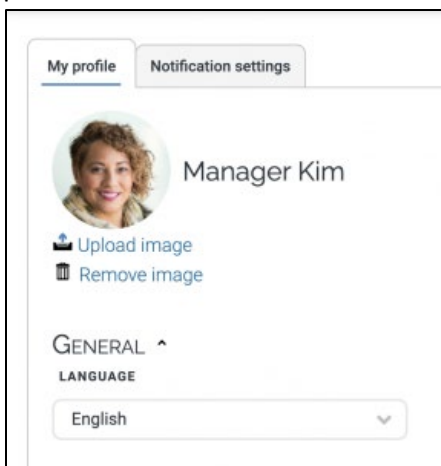 My profile
Notification settings
Manager Kim
Upload image
Remove image
GENERAL
LANGUAGE
English